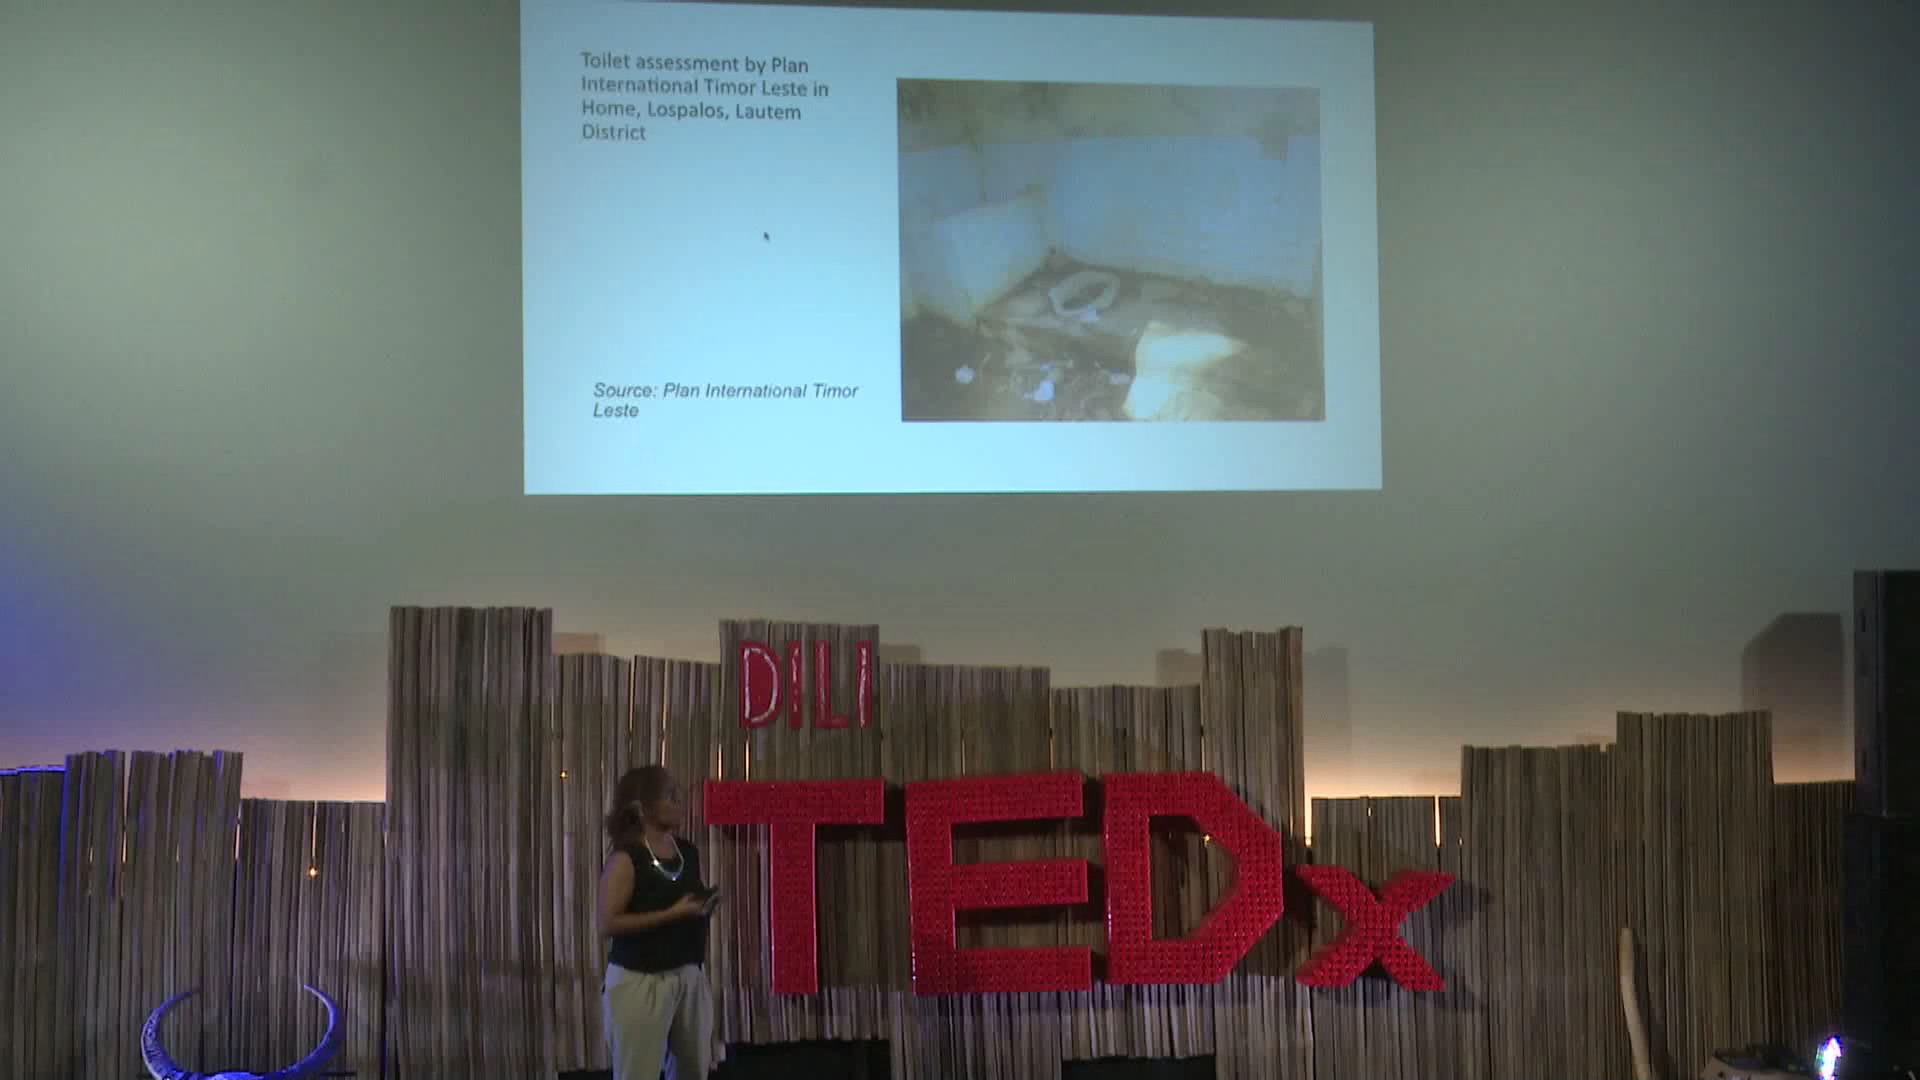 Toilet assessment by Plan
International Timor Leste in
Home, Lospalos, Lautem
District
Source: Plan International Timor
Leste
DILI
TEDx